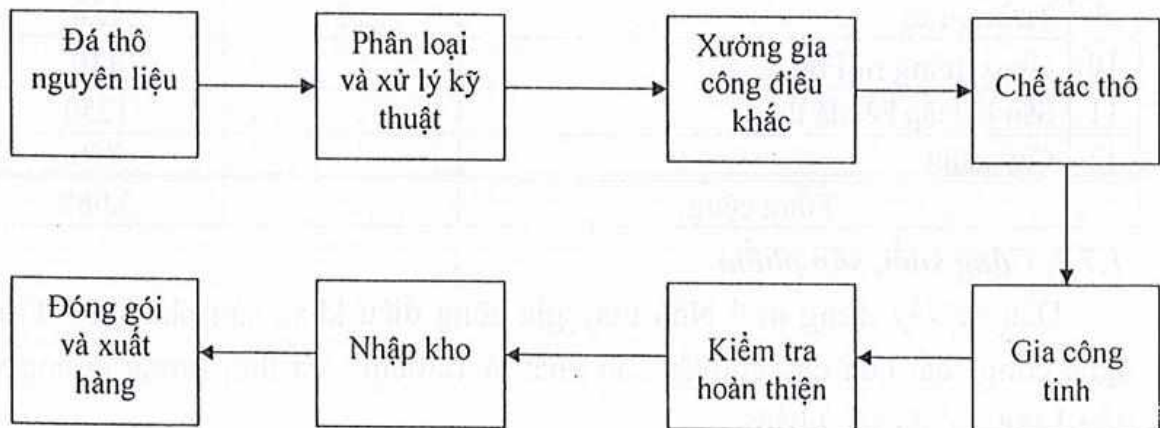 Đá thô
nguyên liệu
Phân loại
và xử lý kỹ
thuật
Xưởng gia
công điêu
khắc
Chế tác thô
Gia công
tinh
Kiểm tra
hoàn thiện
Nhập kho
Đóng gói
và xuất
hàng